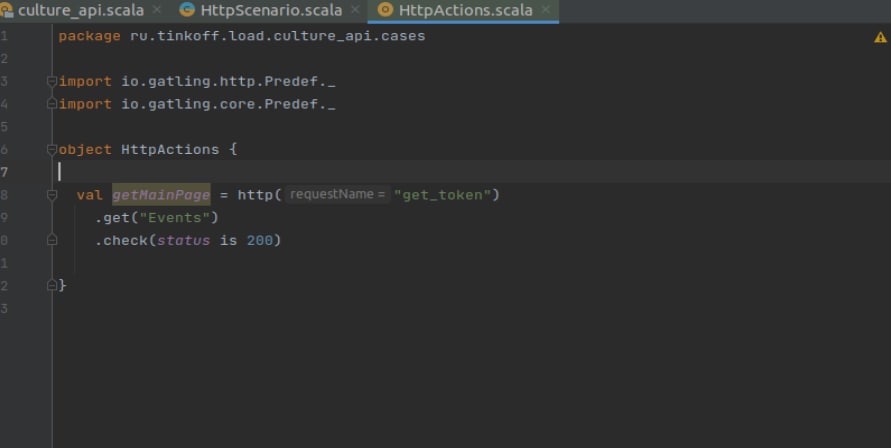 culture_api.scala × HttpScenario.scala × HttpActions.scala ×
1 package ru.tinkoff.load.culture_api.cases
2
3 import io.gatling.http.Predef._
4 import io.gatling.core.Predef._
5
6 object HttpActions {
7
8 val getMainPage = http( requestName = "get_token")
9 .get("Events")
0 .check(status is 200)
1
2 }
3